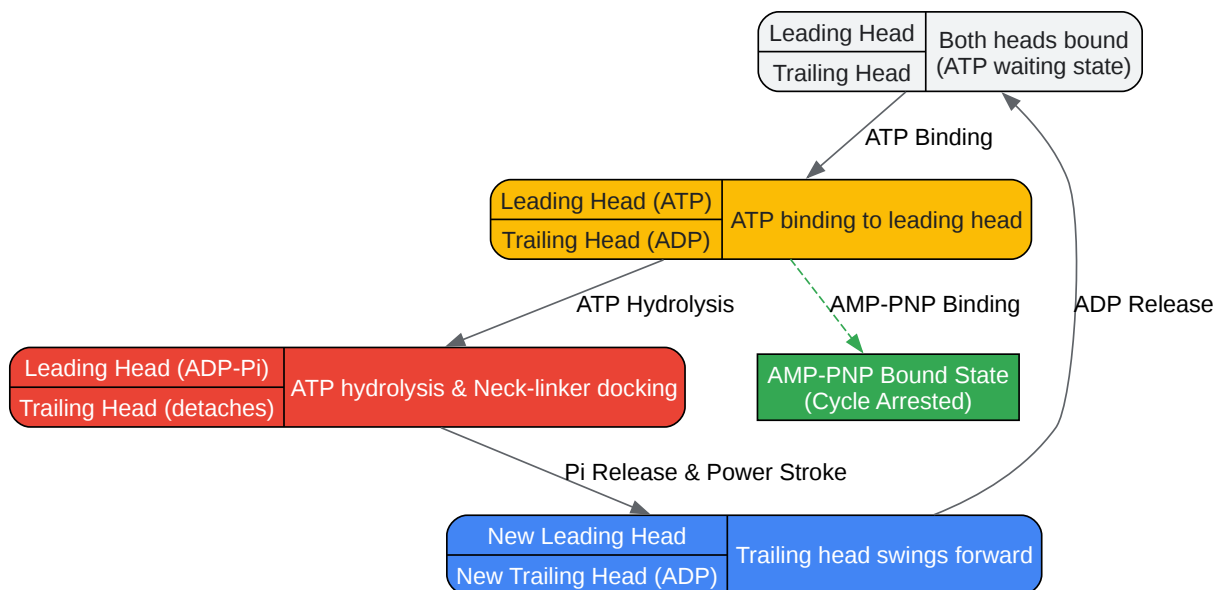 Leading Head
Trailing Head
Both heads bound
(ATP waiting state)
ATP Binding
Leading Head (ATP)
Trailing Head (ADP)
ATP binding to leading head
ATP Hydrolysis
AMP-PNP Binding
ADP Release
Leading Head (ADP-Pi)
Trailing Head (detaches)
ATP hydrolysis & Neck-linker docking
AMP-PNP Bound State
(Cycle Arrested)
Pi Release & Power Stroke
New Leading Head
New Trailing Head (ADP)
Trailing head swings forward